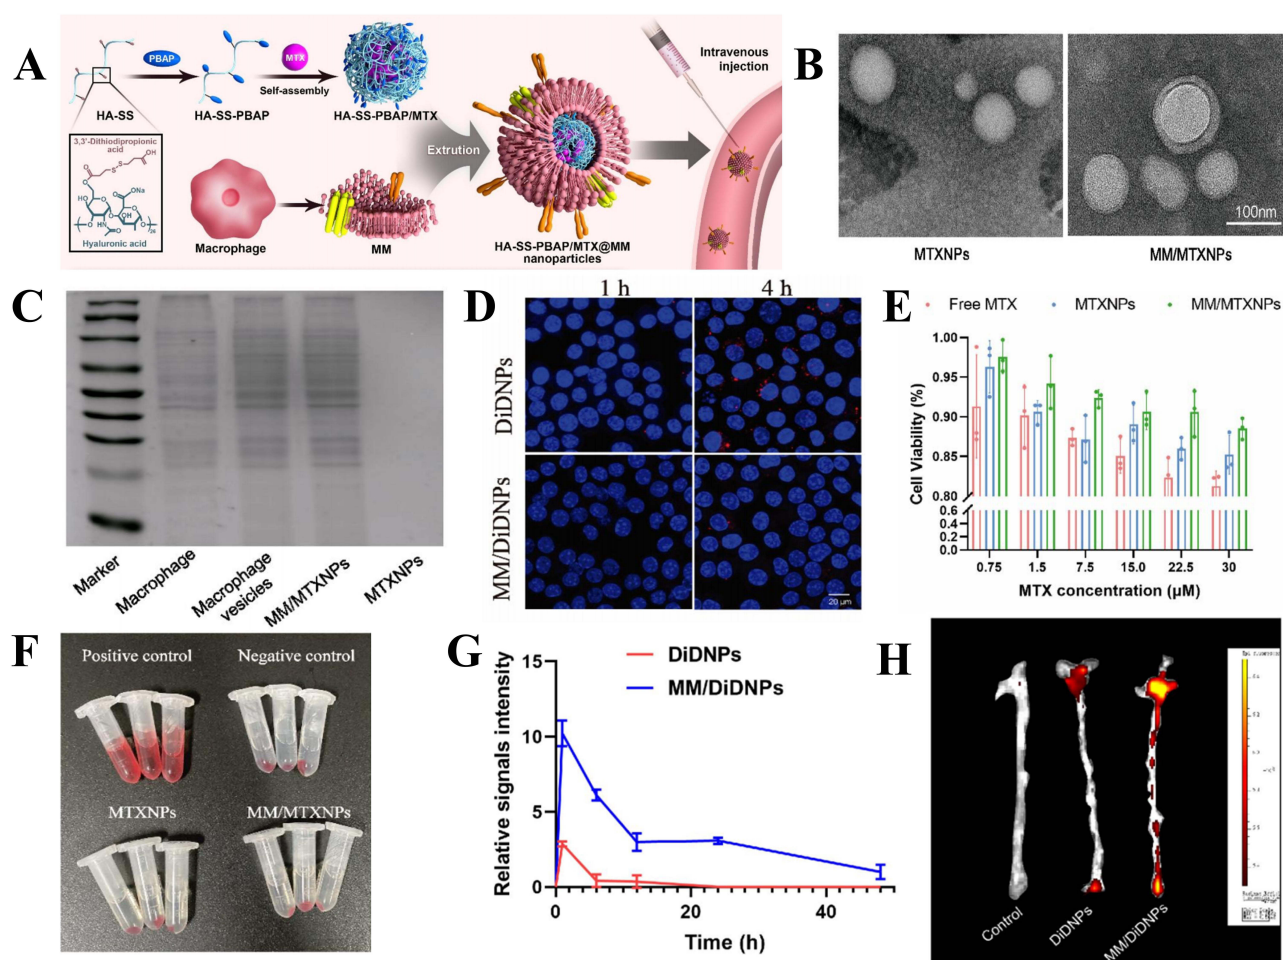 A
PBAP
MTX
Self-assembly
HA-SS
HA-SS-PBAP
HA-SS-PBAP/MTX
3,3'-Dithiodipropionic
acid
OH
ONa
OH
HN
OH
Hyaluronic acid
Extrution
Macrophage
MM
HA-SS-PBAP/MTX@MM
nanoparticles
Intravenous
injection
B
100nm
MTXNPs
MM/MTXNPs
C
Marker
Macrophage
Macrophage
vesicles
MM/MTXNPs
MTXNPs
D
1 h
4 h
DiDNPs
MM/DiDNPs
20 μm
E
Free MTX
MTXNPs
MM/MTXNPs
Cell Viability (%)
1.00
0.95
0.90
0.85
0.80
0.6
0.4
0.2
0.0
0.75
1.5
7.5
15.0
22.5
30
MTX concentration (μM)
F
Positive control
Negative control
MTXNPs
MM/MTXNPs
G
DiDNPs
MM/DiDNPs
Relative signals intensity
15
10
5
0
0
20
40
Time (h)
H
Control
DiDNPs
MM/DiDNPs